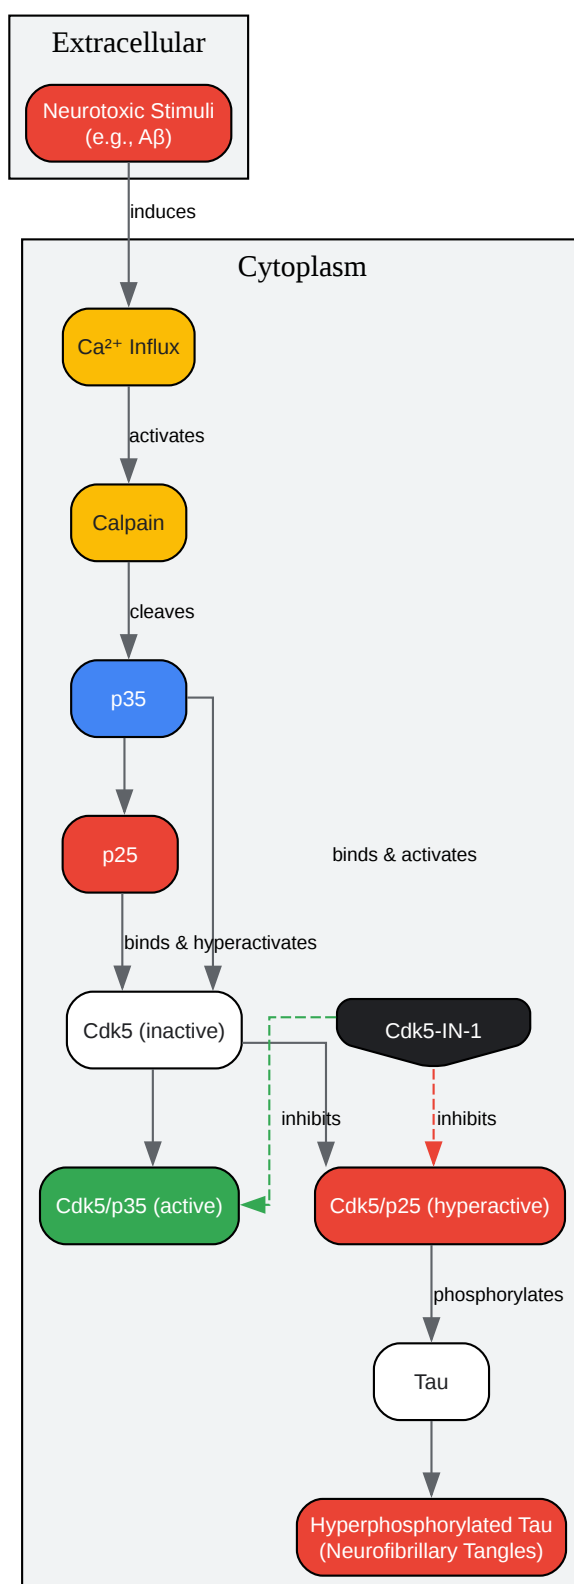 Extracellular
Neurotoxic Stimuli
(e.g., Aβ)
induces
Cytoplasm
Ca²⁺ Influx
activates
Calpain
cleaves
p35
p25
binds & activates
binds & hyperactivates
Cdk5 (inactive)
Cdk5-IN-1
inhibits
inhibits
Cdk5/p35 (active)
Cdk5/p25 (hyperactive)
phosphorylates
Tau
Hyperphosphorylated Tau
(Neurofibrillary Tangles)